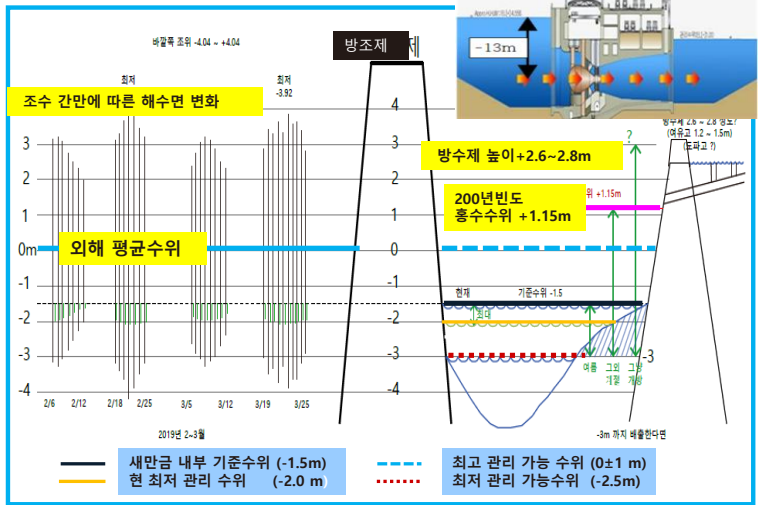 바깥쪽 조위 -4.04 ~ +4.04
방조제
제
-13m
최저
최저
-3.92
조수 간만에 따른 해수면 변화
방수제 2.6 ~ 2.8 정도?
(여유고 1.2 ~ 1.5m)
(도파고 ?)
방수제 높이+2.6~2.8m
?
200년빈도
홍수수위 +1.15m
위 +1.15m
외해 평균수위
3
2
1
0m
-1
-2
-3
-4
4
3
2
1
0
-1
-2
-3
-4
현재
기준수위 -1.5
최대
-3
여름
그외
계절
그냥
개방
2/6
2/12
2/18
2/25
3/5
3/12
3/19
3/25
2019년 2~3월
-3m 까지 배출한다면
새만금 내부 기준수위 (-1.5m)
최고 관리 가능 수위 (0±1 m)
현 최저 관리 수위 (-2.0 m)
최저 관리 가능수위 (-2.5m)